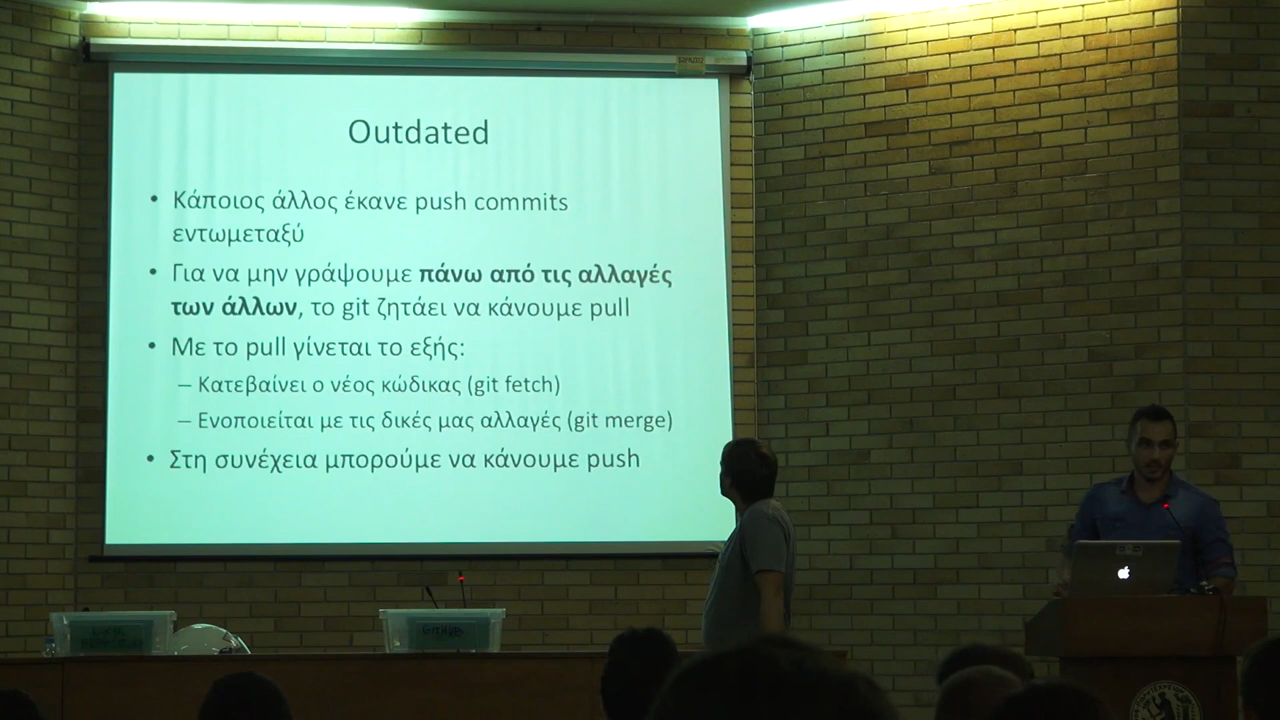 Outdated
• Κάποιος άλλος έκανε push commits
εντωμεταξύ
• Για να μην γράψουμε πάνω από τις αλλαγές
των άλλων, το git ζητάει να κάνουμε pull
• Με το pull γίνεται το εξής:
– Κατεβαίνει ο νέος κώδικας (git fetch)
– Ενοποιείται με τις δικές μας αλλαγές (git merge)
• Στη συνέχεια μπορούμε να κάνουμε push
GITHUB